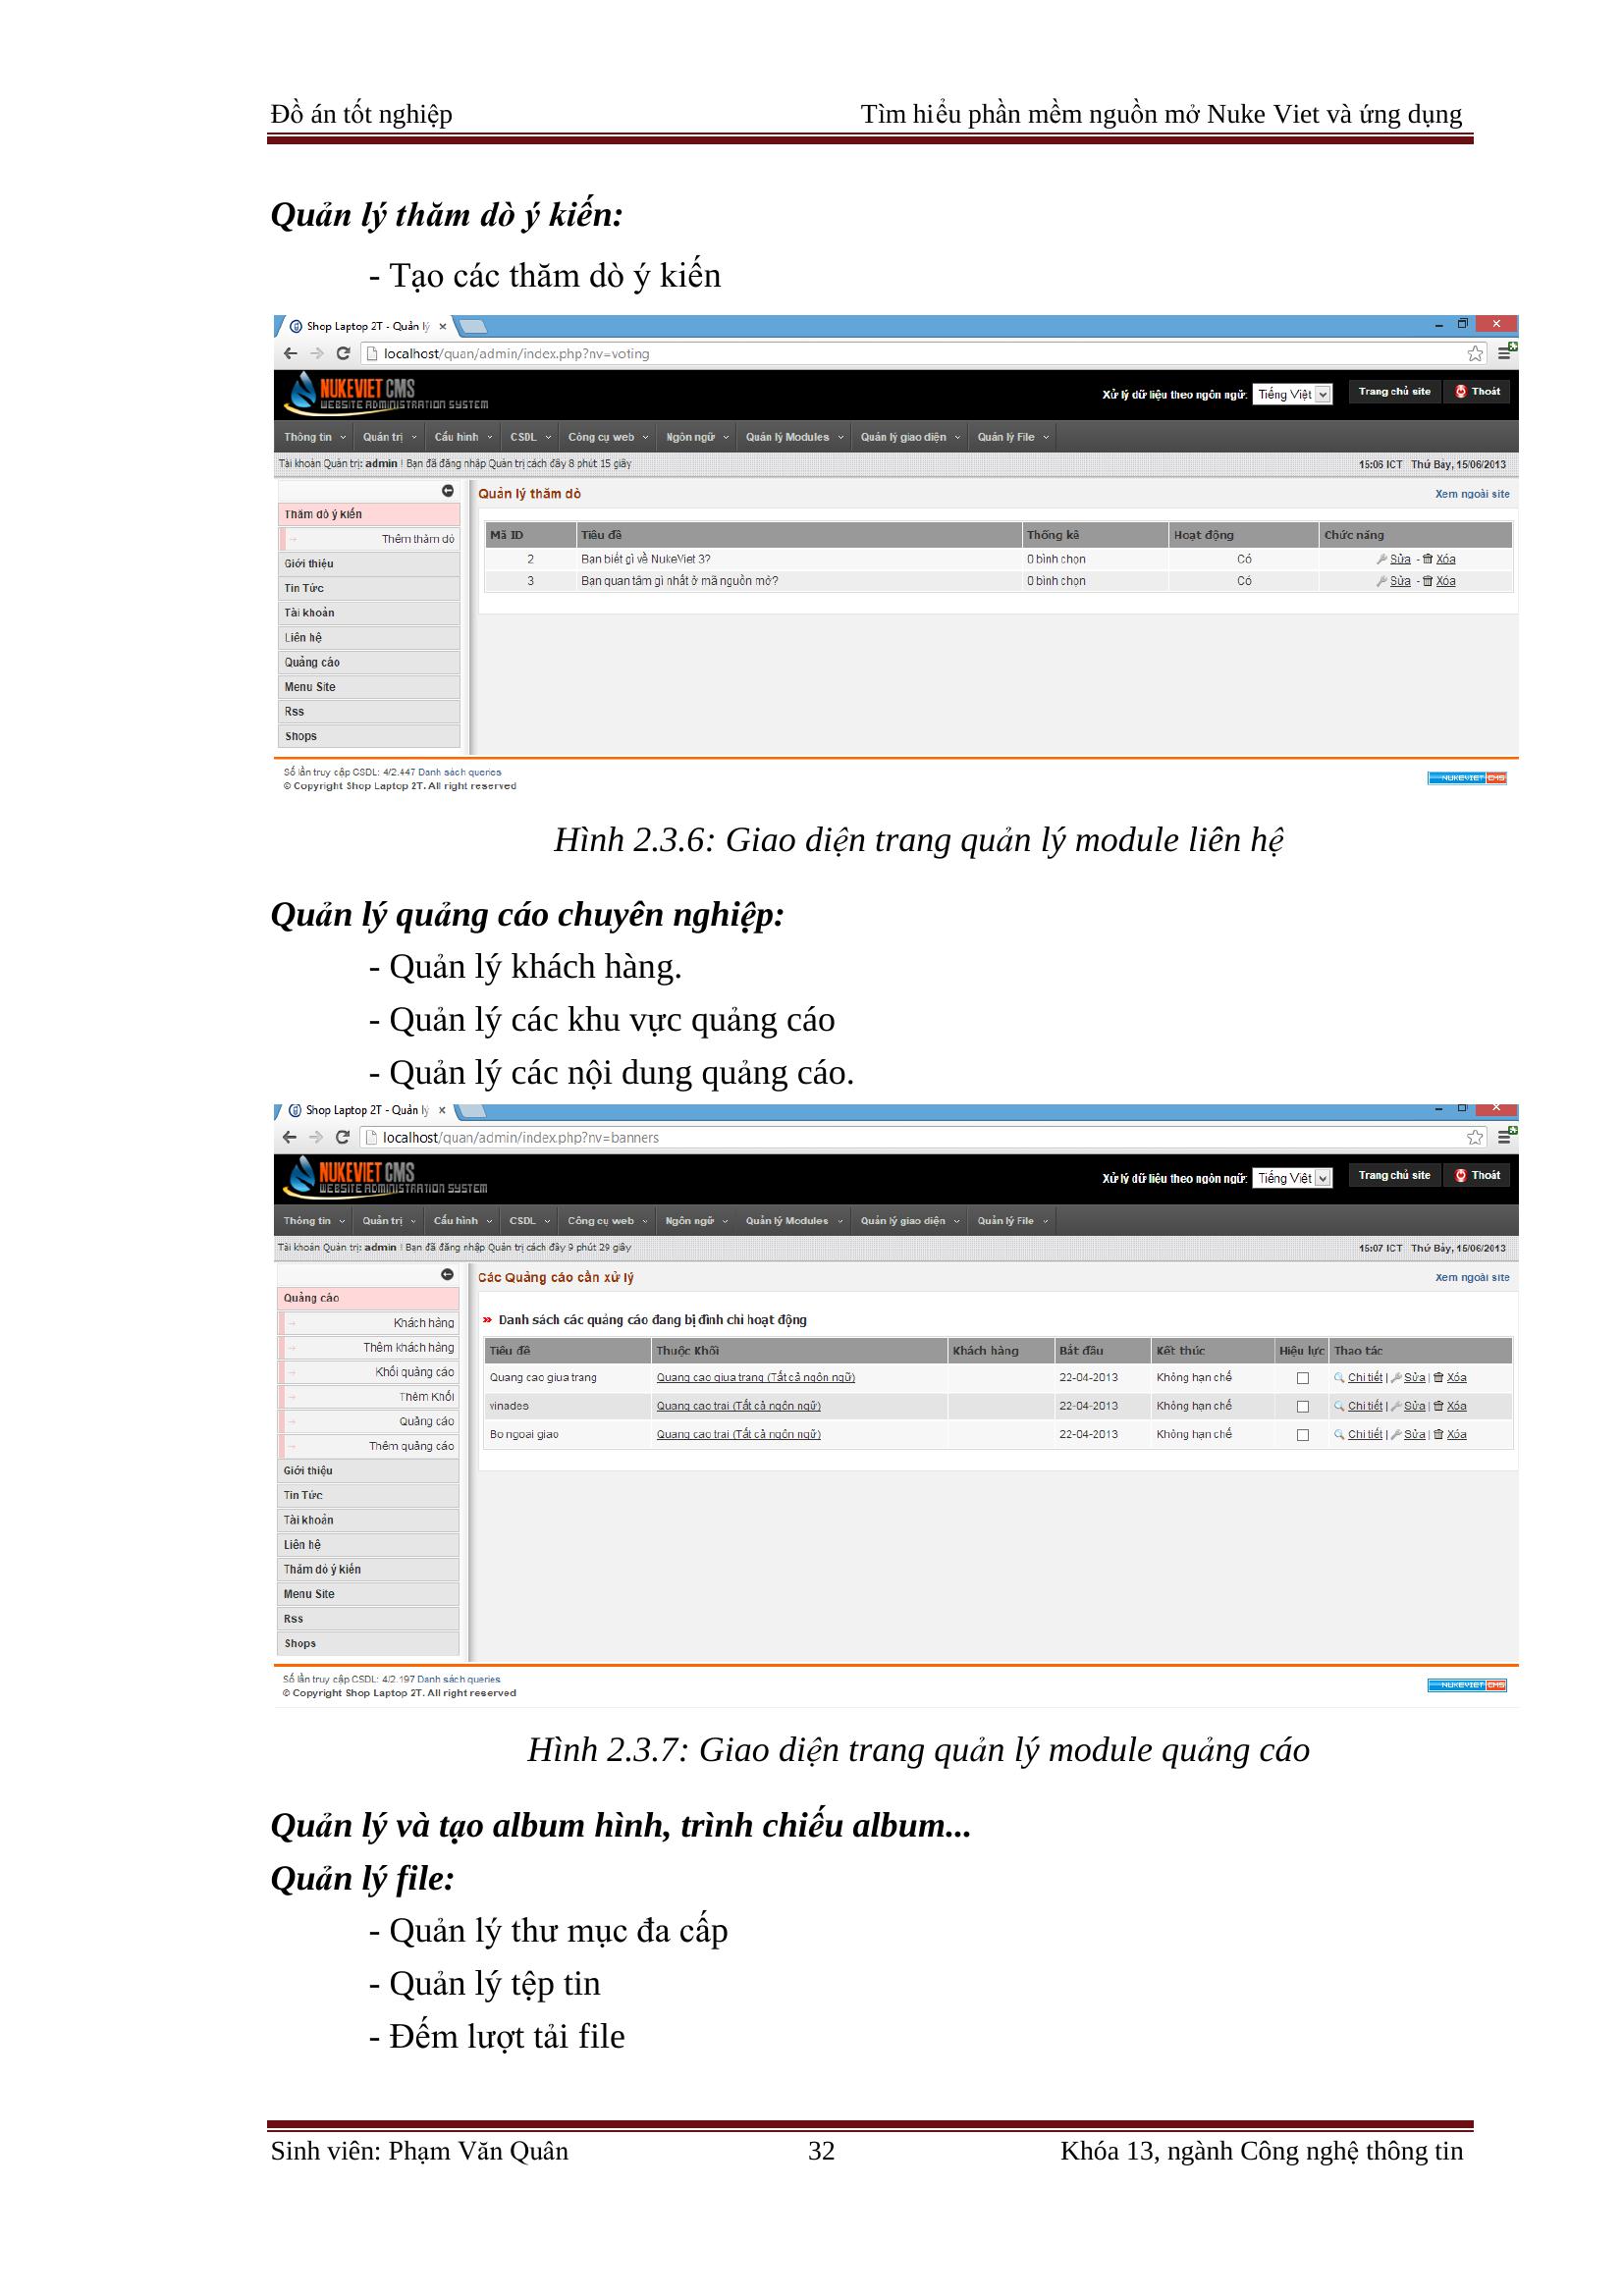 Đồ án tốt nghiệp Tìm hiểu phần mềm nguồn mở Nuke Viet và ứng dụng
Quản lý thăm dò ý kiến:
- Tạo các thăm dò ý kiến
Shop Laptop 2T - Quản lý
localhost/quan/admin/index.php?nv=voting
NUKEVIET CMS
WEBSITE ADMINISTRATION SYSTEM
Xử lý dữ liệu theo ngôn ngữ: Tiếng Việt Trang chủ site Thoát
Thông tin Quản trị Cấu hình CSDL Công cụ web Ngôn ngữ Quản lý Modules Quản lý giao diện Quản lý File
Tài khoản Quản trị: admin ! Bạn đã đăng nhập Quản trị cách đây 8 phút 15 giây 15:06 ICT Thứ Bảy, 15/06/2013
Quản lý thăm dò Xem ngoài site
Thăm dò ý kiến
Thêm thăm dò
Giới thiệu
Tin Tức
Tài khoản
Liên hệ
Quảng cáo
Menu Site
Rss
Shops
Mã ID Tiêu đề Thống kê Hoạt động Chức năng
2 Bạn biết gì về NukeViet 3? 0 bình chọn Có Sửa - Xóa
3 Bạn quan tâm gì nhất ở mã nguồn mở? 0 bình chọn Có Sửa - Xóa
Số lần truy cập CSDL: 4/2.447 Danh sách queries
© Copyright Shop Laptop 2T. All right reserved
NUKEVIET CMS
Hình 2.3.6: Giao diện trang quản lý module liên hệ
Quản lý quảng cáo chuyên nghiệp:
- Quản lý khách hàng.
- Quản lý các khu vực quảng cáo
- Quản lý các nội dung quảng cáo.
Shop Laptop 2T - Quản lý
localhost/quan/admin/index.php?nv=banners
NUKEVIET CMS
WEBSITE ADMINISTRATION SYSTEM
Xử lý dữ liệu theo ngôn ngữ: Tiếng Việt Trang chủ site Thoát
Thông tin Quản trị Cấu hình CSDL Công cụ web Ngôn ngữ Quản lý Modules Quản lý giao diện Quản lý File
Tài khoản Quản trị: admin ! Bạn đã đăng nhập Quản trị cách đây 9 phút 29 giây 15:07 ICT Thứ Bảy, 15/06/2013
Các Quảng cáo cần xử lý Xem ngoài site
Quảng cáo
Khách hàng
Thêm khách hàng
Khối quảng cáo
Thêm Khối
Quảng cáo
Thêm quảng cáo
Giới thiệu
Tin Tức
Tài khoản
Liên hệ
Thăm dò ý kiến
Menu Site
Rss
Shops
» Danh sách các quảng cáo đang bị đình chỉ hoạt động
Tiêu đề Thuộc Khối Khách hàng Bắt đầu Kết thúc Hiệu lực Thao tác
Quang cao giua trang Quang cao giua trang (Tất cả ngôn ngữ) 22-04-2013 Không hạn chế Chi tiết | Sửa | Xóa
vinades Quang cao trai (Tất cả ngôn ngữ) 22-04-2013 Không hạn chế Chi tiết | Sửa | Xóa
Bo ngoai giao Quang cao trai (Tất cả ngôn ngữ) 22-04-2013 Không hạn chế Chi tiết | Sửa | Xóa
Số lần truy cập CSDL: 4/2.197 Danh sách queries
© Copyright Shop Laptop 2T. All right reserved
NUKEVIET CMS
Hình 2.3.7: Giao diện trang quản lý module quảng cáo
Quản lý và tạo album hình, trình chiếu album...
Quản lý file:
- Quản lý thư mục đa cấp
- Quản lý tệp tin
- Đếm lượt tải file
Sinh viên: Phạm Văn Quân 32 Khóa 13, ngành Công nghệ thông tin